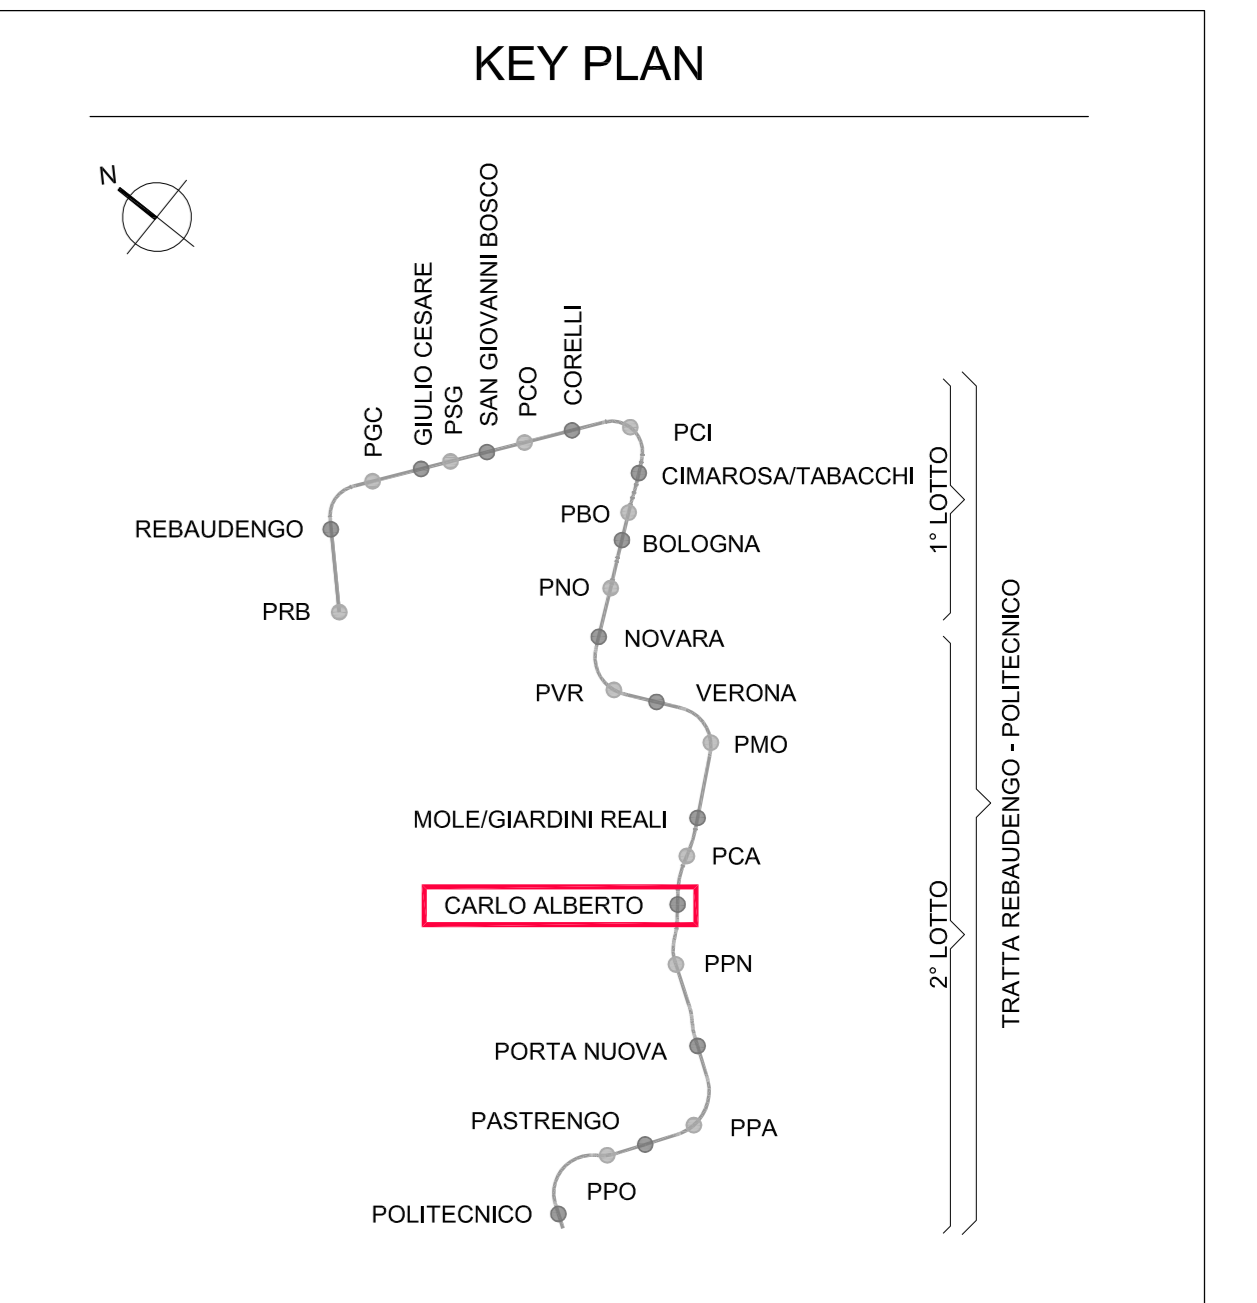 KEY PLAN
N
PGC
GIULIO CESARE
PSG
SAN GIOVANNI BOSCO
PCO
CORELLI
PCI
CIMAROSA/TABACCHI
REBAUDENGO
PBO
BOLOGNA
PNO
PRB
NOVARA
PVR
VERONA
PMO
MOLE/GIARDINI REALI
PCA
CARLO ALBERTO
PPN
PORTA NUOVA
PASTRENGO
PPA
PPO
POLITECNICO
1° LOTTO
2° LOTTO
TRATTA REBAUDENGO - POLITECNICO